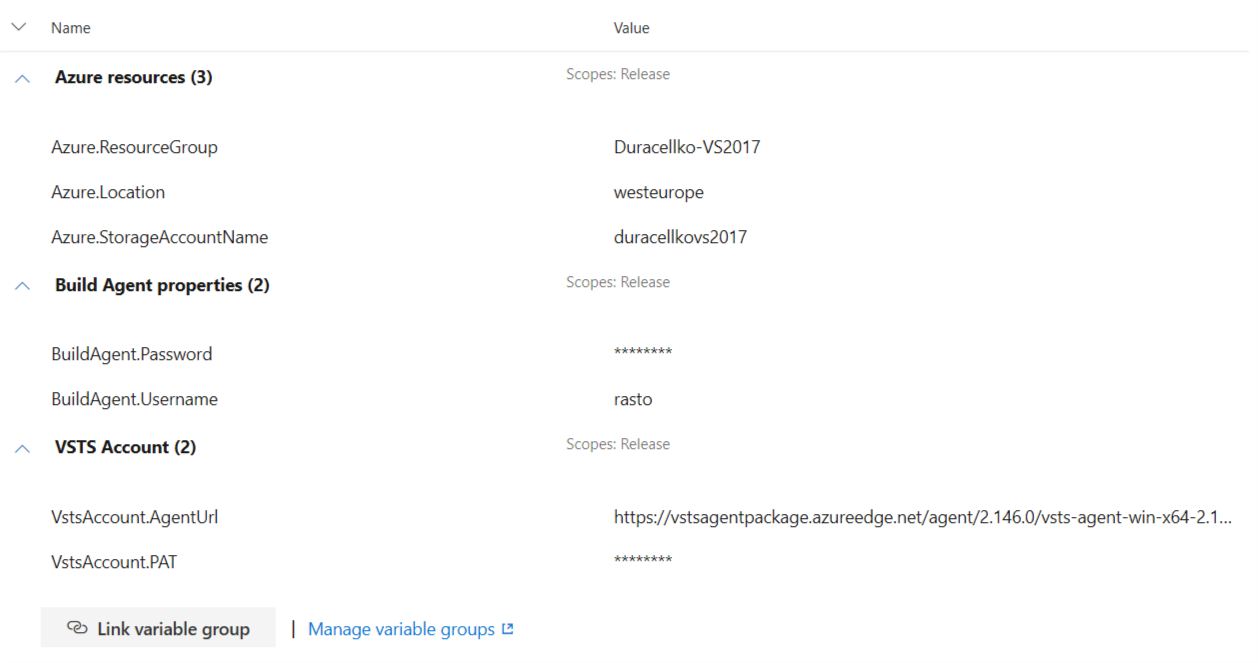 Name Value
Azure resources (3) Scopes: Release
Azure.ResourceGroup Duracellko-VS2017
Azure.Location westeurope
Azure.StorageAccountName duracellkovs2017
Build Agent properties (2) Scopes: Release
BuildAgent.Password ********
BuildAgent.Username rasto
VSTS Account (2) Scopes: Release
VstsAccount.AgentUrl https://vstsagentpackage.azureedge.net/agent/2.146.0/vsts-agent-win-x64-2.1...
VstsAccount.PAT ********
Link variable group | Manage variable groups